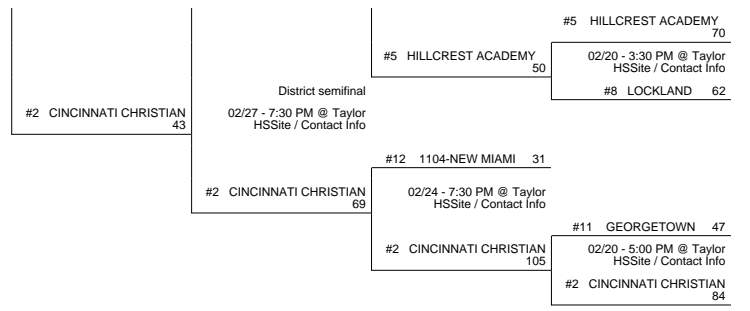 #5 HILLCREST ACADEMY
70
#5 HILLCREST ACADEMY
50
02/20 - 3:30 PM @ Taylor
HSSite / Contact Info
#8 LOCKLAND 62
District semifinal
#2 CINCINNATI CHRISTIAN
43
02/27 - 7:30 PM @ Taylor
HSSite / Contact Info
#12 1104-NEW MIAMI 31
#2 CINCINNATI CHRISTIAN
69
02/24 - 7:30 PM @ Taylor
HSSite / Contact Info
#11 GEORGETOWN 47
#2 CINCINNATI CHRISTIAN
105
02/20 - 5:00 PM @ Taylor
HSSite / Contact Info
#2 CINCINNATI CHRISTIAN
84